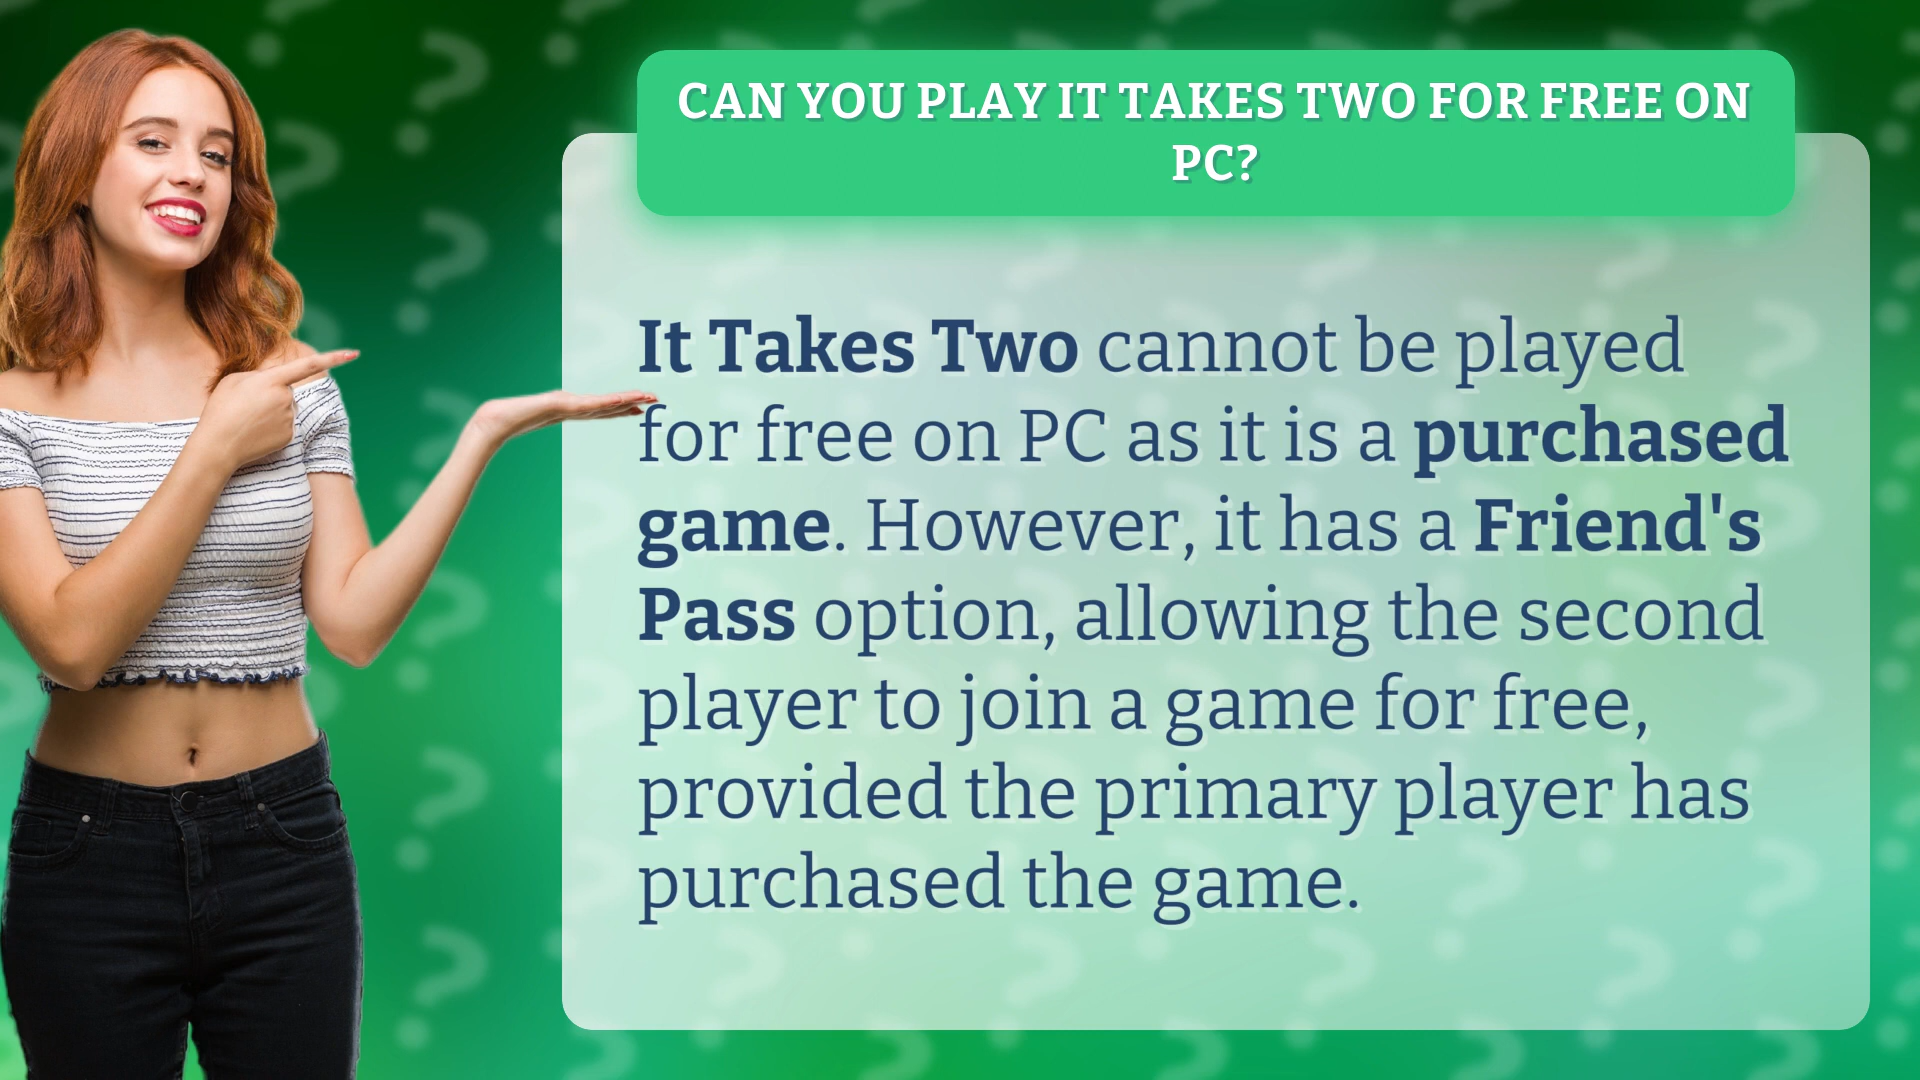 CAN YOU PLAY IT TAKES TWO FOR FREE ON
PC?
It Takes Two cannot be played
for free on PC as it is a purchased
game. However, it has a Friend's
Pass option, allowing the second
player to join a game for free,
provided the primary player has
purchased the game.